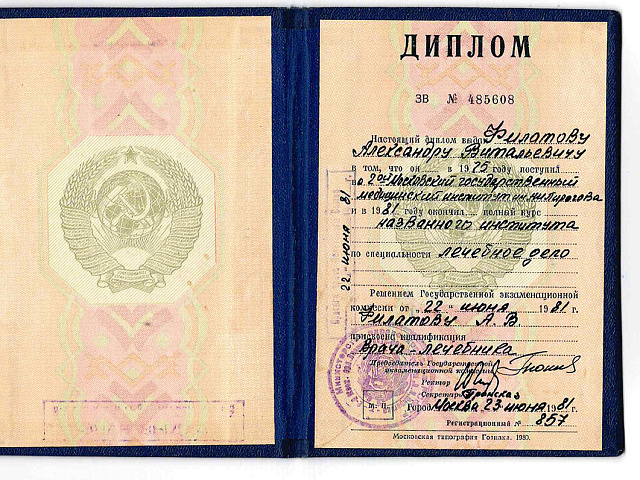 ДИПЛОМ
ЗВ № 485608
Настоящий диплом выдан Филатову
Александру Витальевичу
в том, что он в 1975 году поступил
в 2ой Московский государственный
медицинский институт им. Н.И. Пирогова
и в 1981 году окончил полный курс
названного института
по специальности лечебное дело
Решением Государственной экзаменационной
комиссии от „22" июня 1981 г.
Филатову А. В.
присвоена квалификация
врача-лечебника
Председатель Государственной
экзаменационной комиссии
Ректор
Секретарь
М. П. Город Москва 23 июня 1981
Регистрационный № 857
Московская типография Гознака. 1980.
22 июня 81